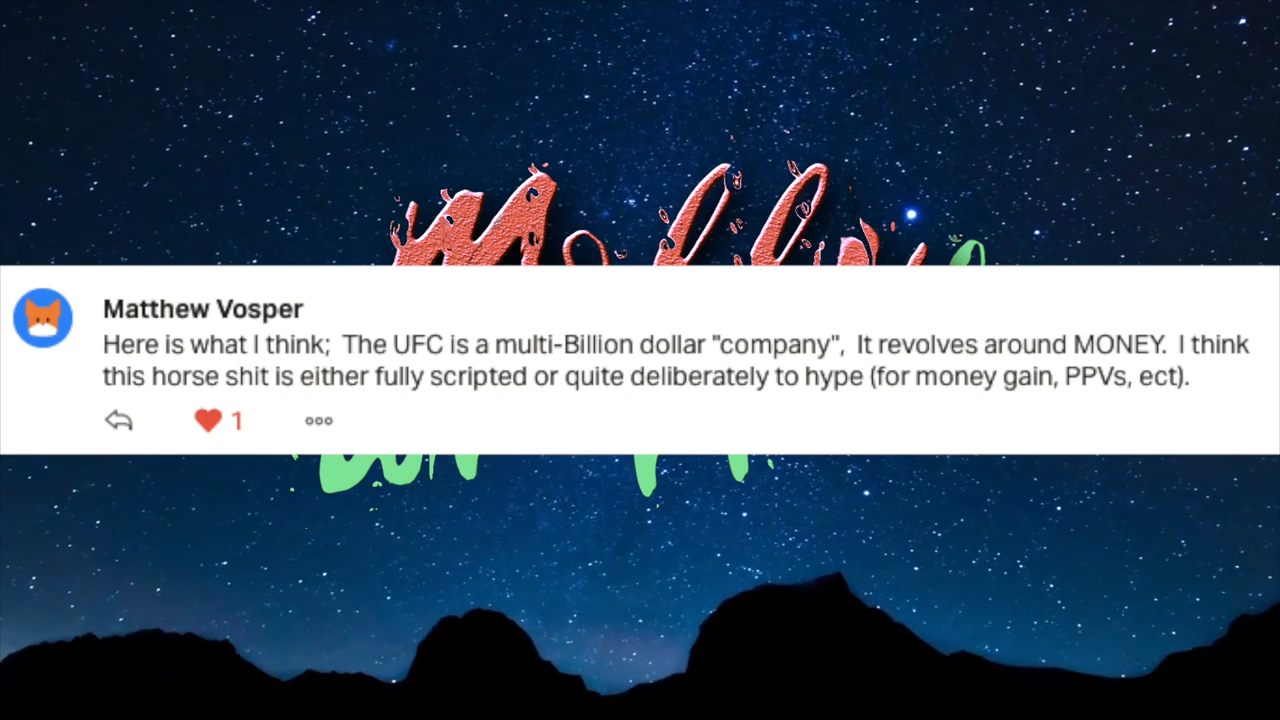 Matthew Vosper
Here is what I think;  The UFC is a multi-Billion dollar "company",  It revolves around MONEY.  I think
this horse shit is either fully scripted or quite deliberately to hype (for money gain, PPVs, ect).
1